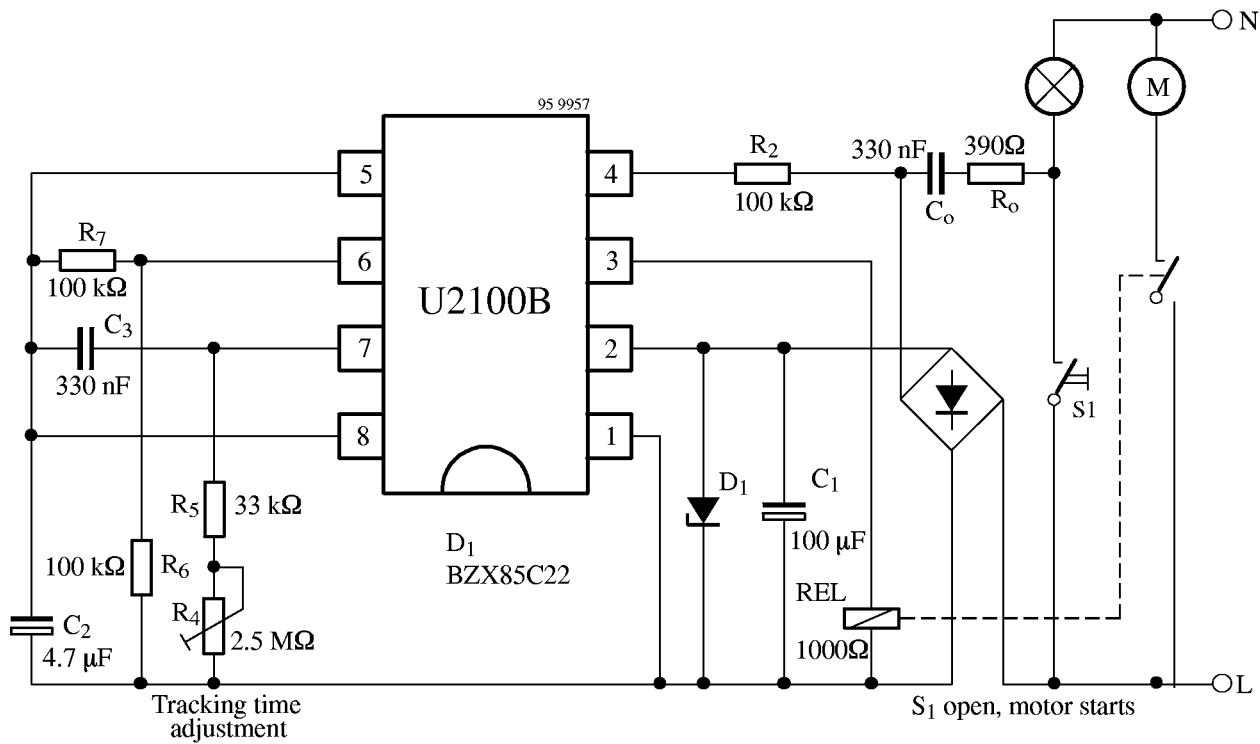 N
M
95 9957
5
4
R2
100 kΩ
330 nF
Co
390Ω
Ro
R7
100 kΩ
6
3
U2100B
C3
330 nF
7
2
8
1
S1
R5
33 kΩ
D1
C1
100 µF
D1
BZX85C22
100 kΩ
R6
R4
2.5 MΩ
C2
4.7 µF
REL
1000Ω
L
Tracking time
adjustment
S1 open, motor starts